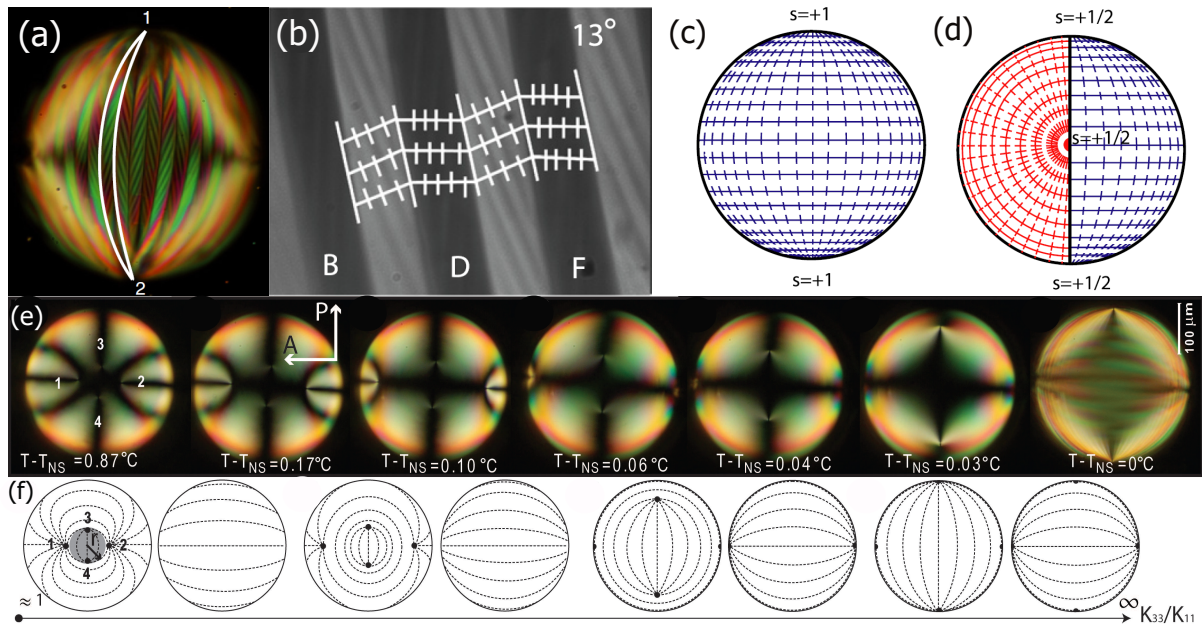 (a)
1
2
(b)
13°
B
D
F
(c)
s=+1
s=+1
(d)
s=+1/2
s=+1/2
s=+1/2
(e)
3
1
2
4
P
A
100 μm
T-T_NS=0.87°C
T-T_NS=0.17°C
T-T_NS=0.10°C
T-T_NS=0.06°C
T-T_NS=0.04°C
T-T_NS=0.03°C
T-T_NS=0°C
(f)
3
1
r
2
4
≈1
∞
K33/K11